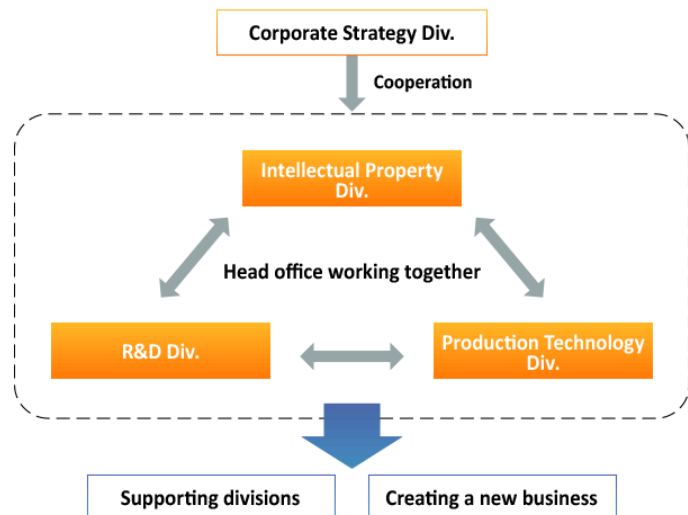 Corporate Strategy Div.
Cooperation
Intellectual Property
Div.
Head office working together
R&D Div.
Production Technology
Div.
Supporting divisions
Creating a new business